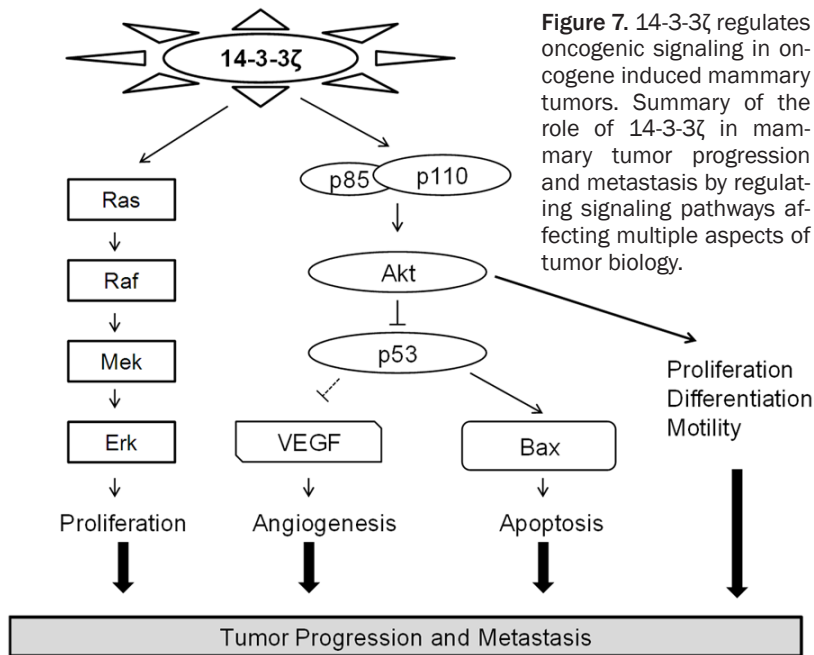 14-3-3ζ
Figure 7. 14-3-3ζ regulates
oncogenic signaling in on-
cogene induced mammary
tumors. Summary of the
role of 14-3-3ζ in mam-
mary tumor progression
and metastasis by regulat-
ing signaling pathways af-
fecting multiple aspects of
tumor biology.
p85 p110
Ras
Raf
Akt
Mek
p53
Proliferation
Differentiation
Motility
Erk
VEGF
Bax
Proliferation
Angiogenesis
Apoptosis
Tumor Progression and Metastasis